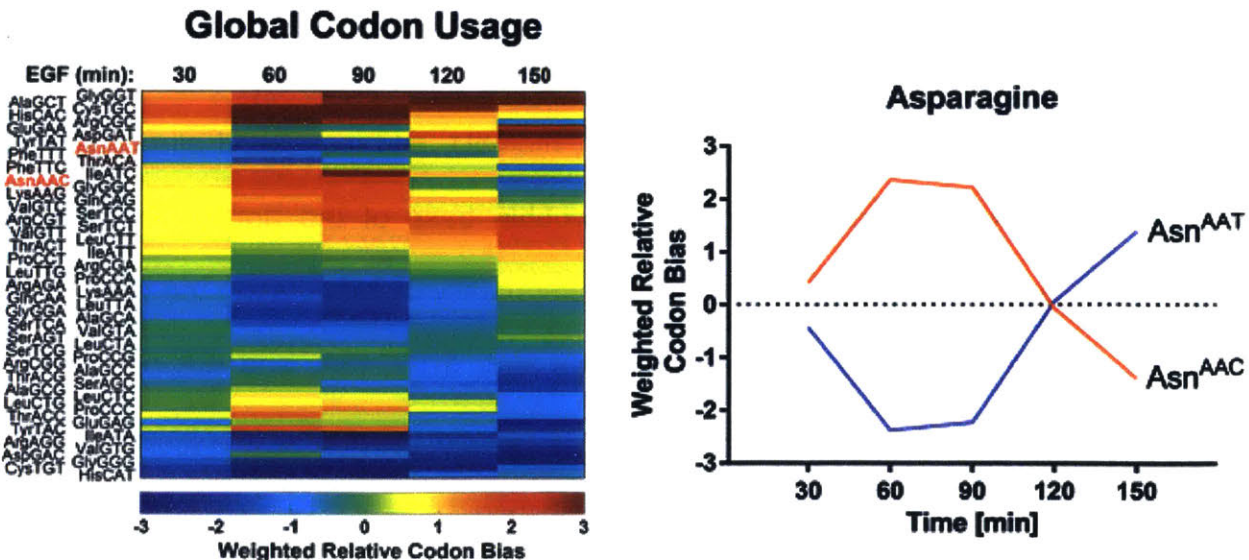 Global Codon Usage
EGF (min): 30 60 90 120 150
GlyGGT
AlaGCT
CysTGC
HisCAC
ArgCGC
GluGAA
AspGAT
TyrTAT
AsnAAT
PheTTT
ThrACA
PheTTC
IleATC
AsnAAC
GlyGGC
LysAAG
GlnCAG
ValGTC
SerTCC
ArgCGT
SerTCT
ValGTT
LeuCTT
ThrACT
IleATT
ProCCT
ArgCGA
LeuTTG
ProCCA
ArgAGA
LysAAA
GlnCAA
LeuTTA
GlyGGA
AlaGCA
SerTCA
ValGTA
SerAGT
LeuCTA
SerTCG
ProCCG
ArgCGG
AlaGCC
ThrACG
SerAGC
AlaGCG
LeuCTC
LeuCTG
ProCCC
ThrACC
GluGAG
TyrTAC
IleATA
ArgAGG
ValGTG
AspGAC
GlyGGG
CysTGT
HisCAT
-3 -2 -1 0 1 2 3
Weighted Relative Codon Bias
Asparagine
Weighted Relative
Codon Bias
3
2
1
0
-1
-2
-3
Asn^AAT
Asn^AAC
30 60 90 120 150
Time [min]